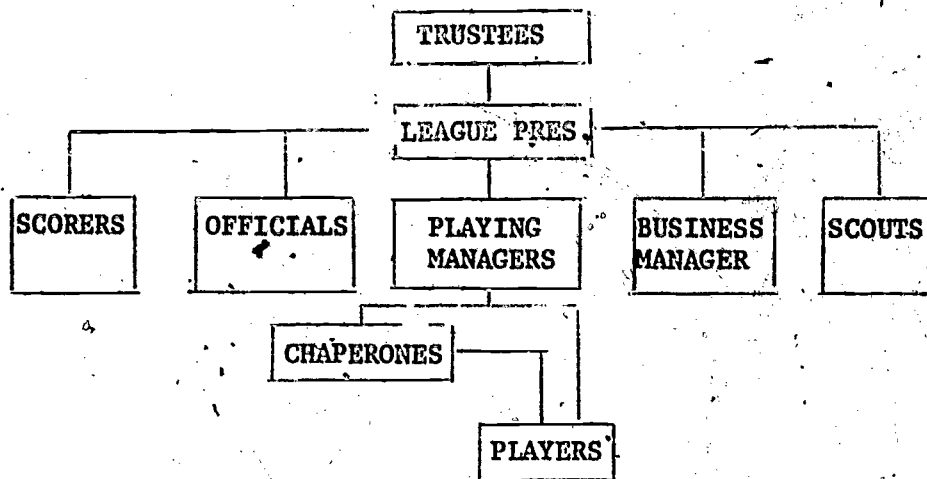 TRUSTEES
LEAGUE PRES
SCORERS
OFFICIALS
PLAYING
MANAGERS
BUSINESS
MANAGER
SCOUTS
CHAPERONES
PLAYERS